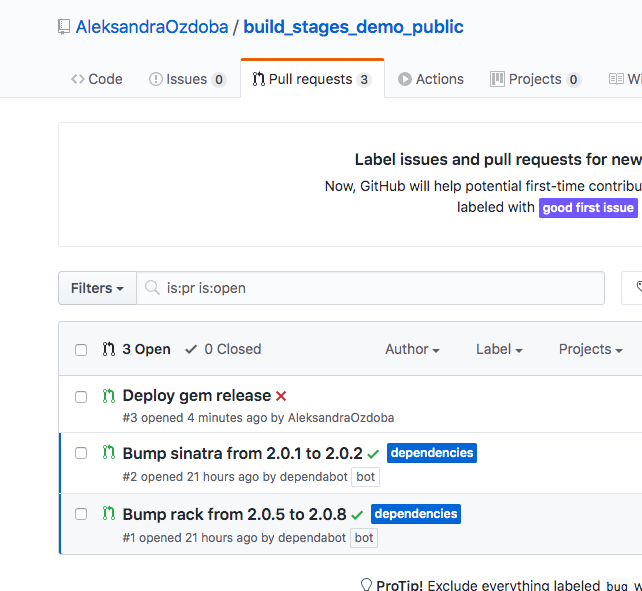 AleksandraOzdoba / build_stages_demo_public
Code Issues 0 Pull requests 3 Actions Projects 0
Label issues and pull requests for new
Now, GitHub will help potential first-time
labeled with good first issue
Filters is:pr is:open
3 Open 0 Closed Author Label Projects
Deploy gem release
#3 opened 4 minutes ago by AleksandraOzdoba
Bump sinatra from 2.0.1 to 2.0.2 dependencies
#2 opened 21 hours ago by dependabot bot
Bump rack from 2.0.5 to 2.0.8 dependencies
#1 opened 21 hours ago by dependabot bot
ProTip! Exclude everything labeled bug